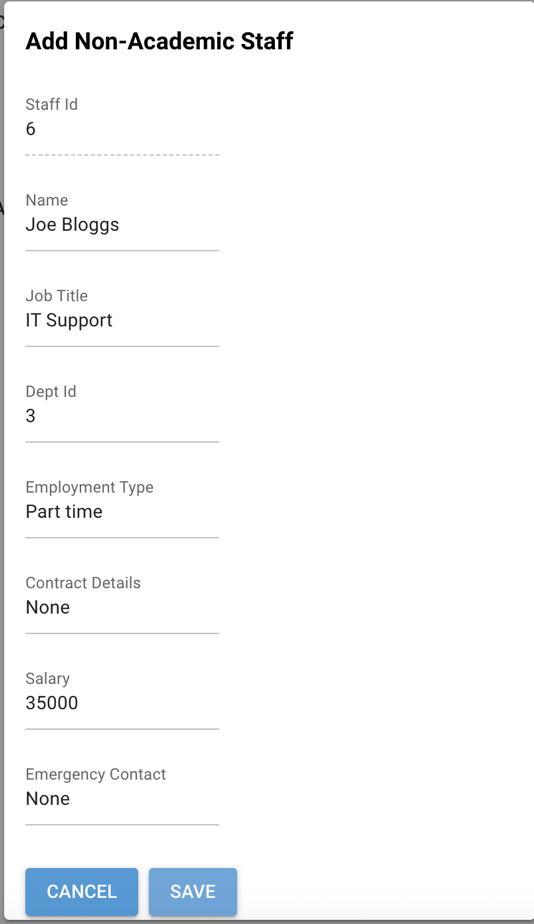 Add Non-Academic Staff
Staff Id
6
Name
Joe Bloggs
Job Title
IT Support
Dept Id
3
Employment Type
Part time
Contract Details
None
Salary
35000
Emergency Contact
None
CANCEL SAVE